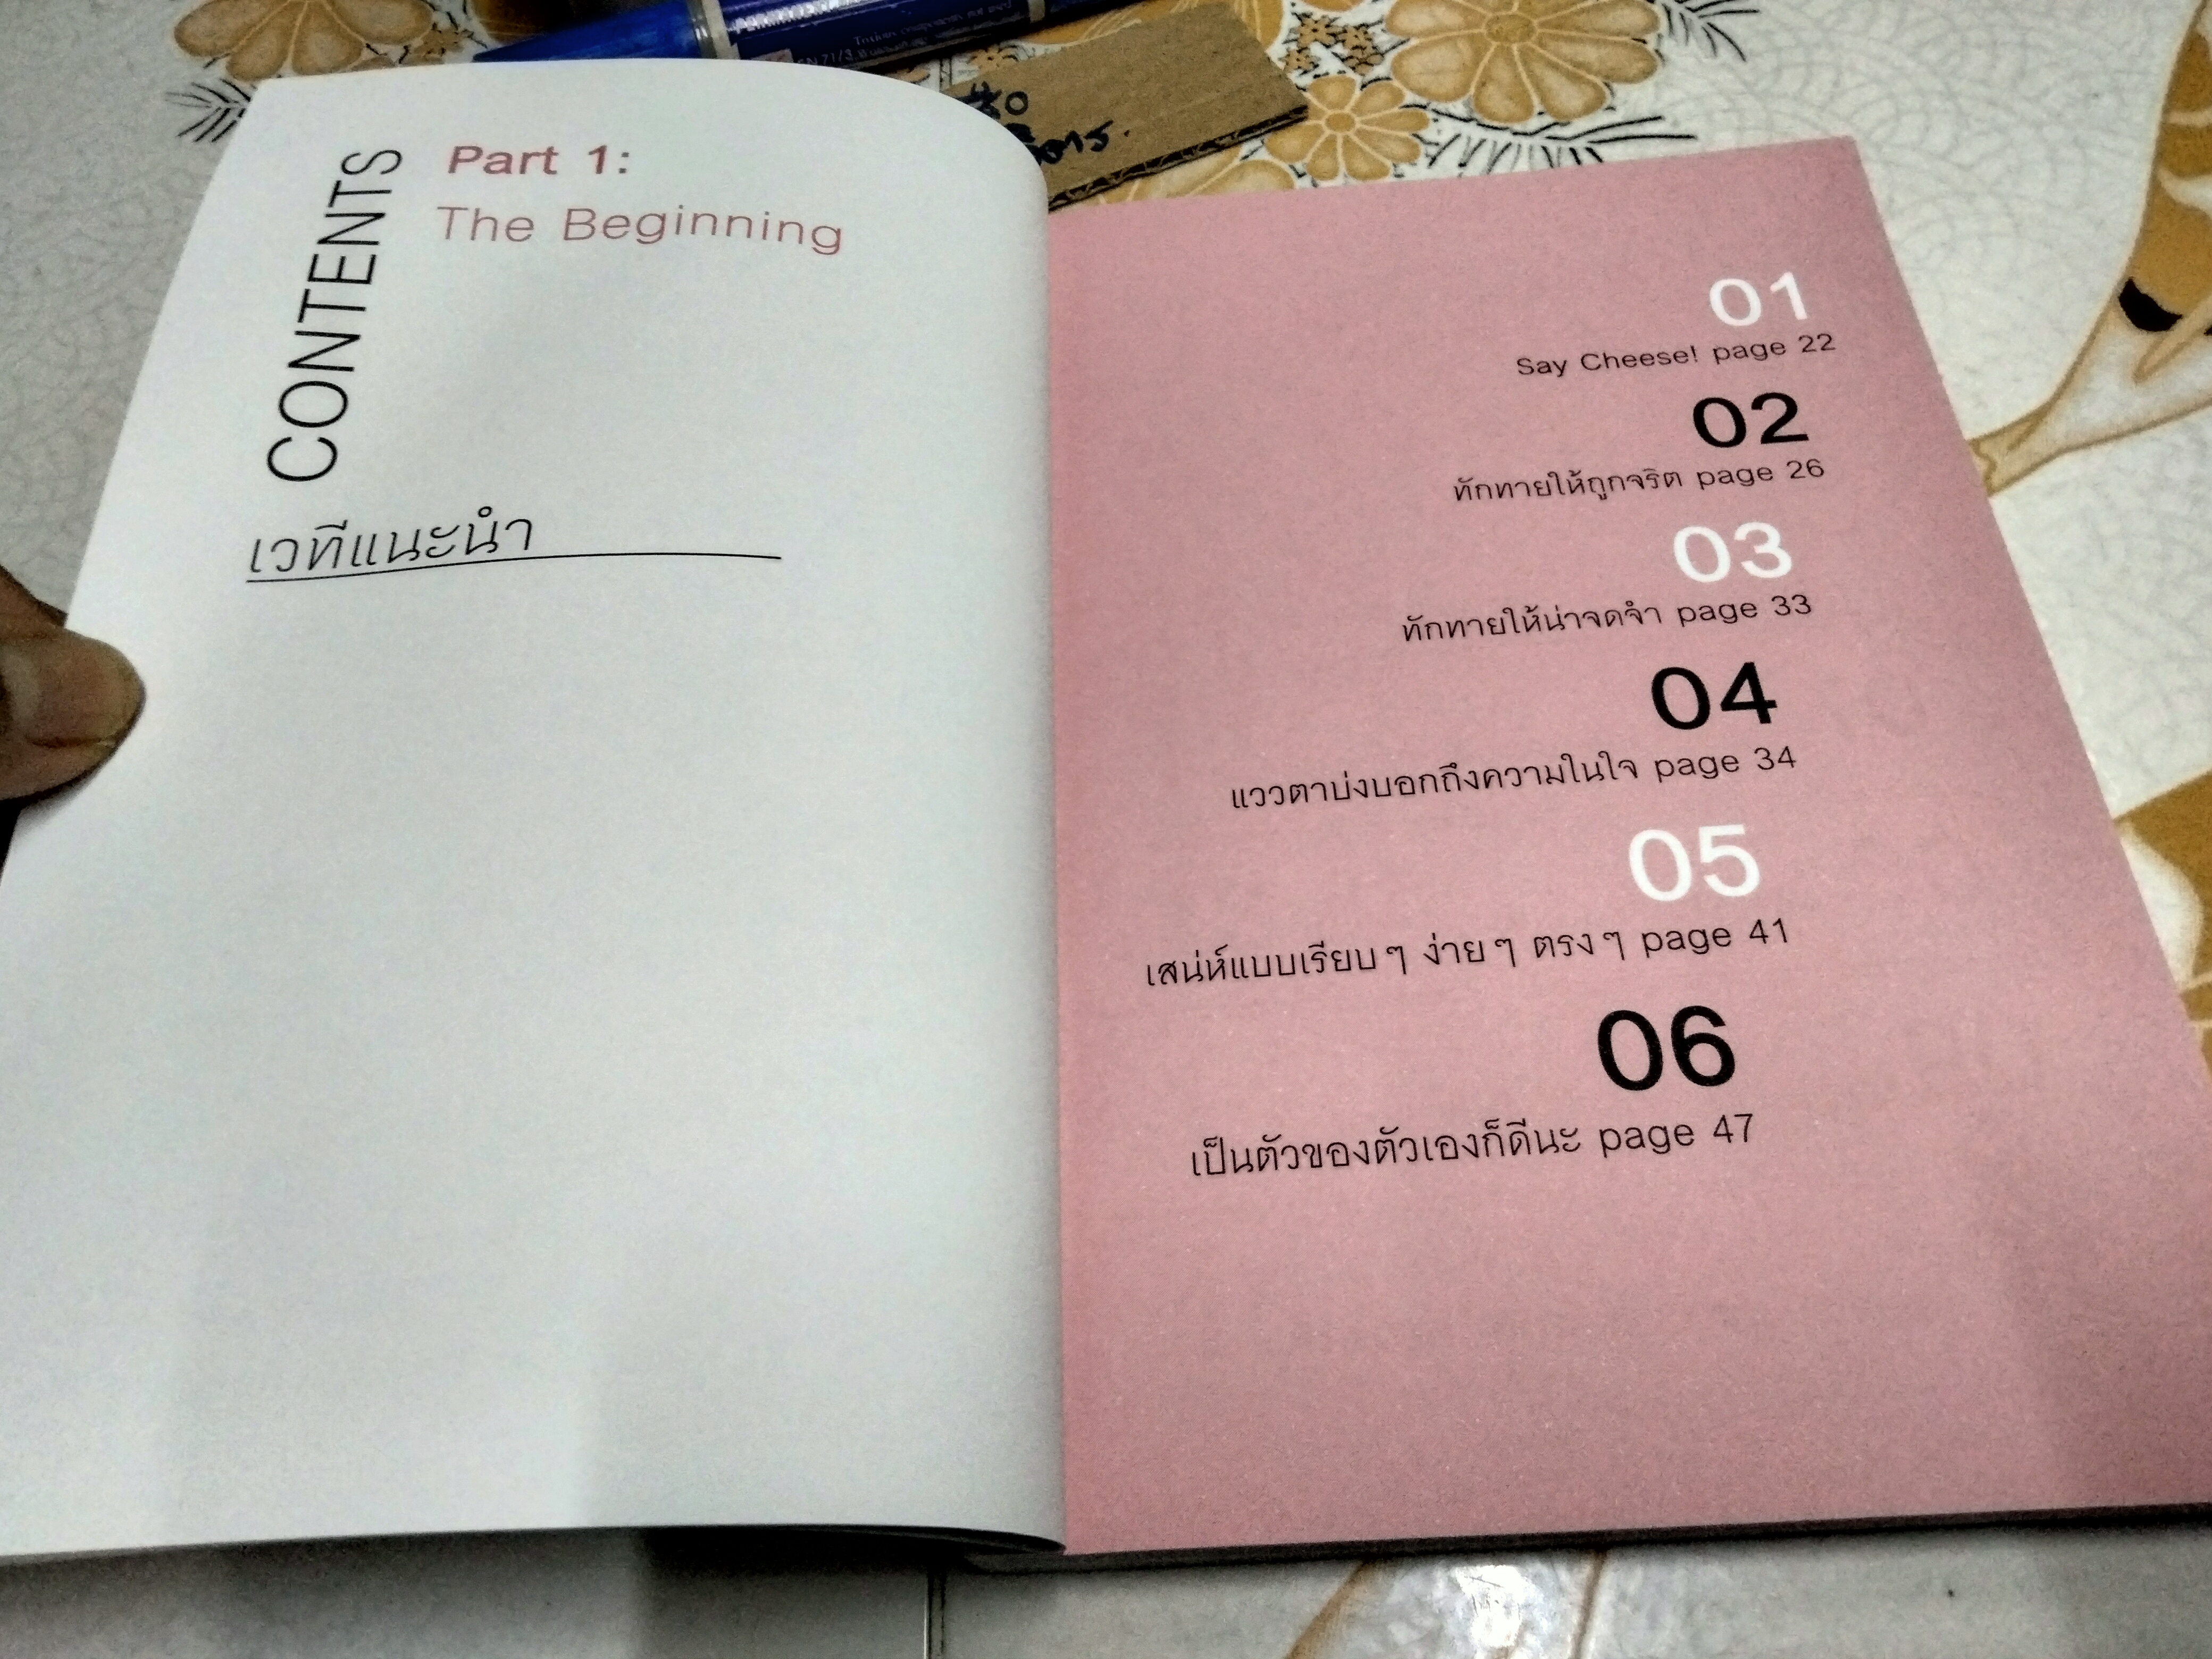 CONTENTS
Part 1:
The Beginning
เวทีแนะนำ
01
Say Cheese! page 22
02
ทักทายให้ถูกจริต page 26
03
ทักทายให้น่าจดจำ page 33
04
แววตาบ่งบอกถึงความในใจ page 34
05
เสน่ห์แบบเรียบๆ ง่ายๆ ตรงๆ page 41
06
เป็นตัวของตัวเองก็ดีนะ page 47